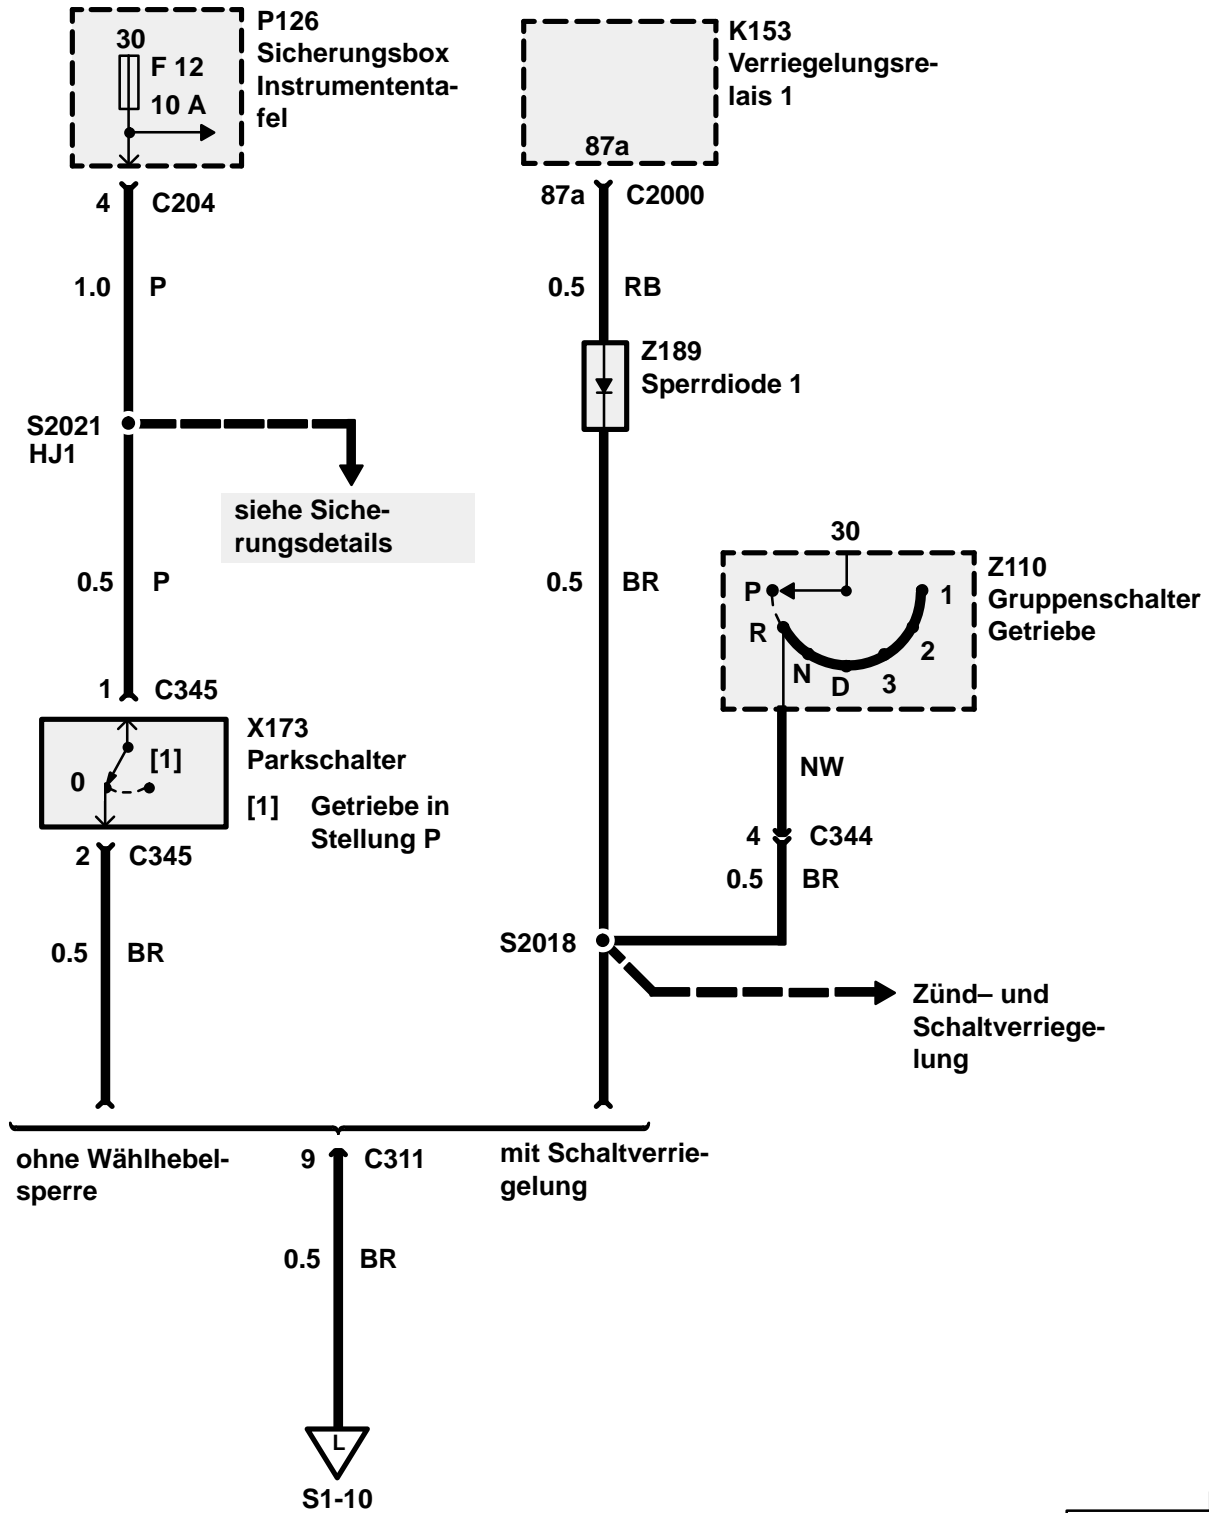 P126
Sicherungsbox
Instrumententa-
fel
30
F 12
10 A
K153
Verriegelungsre-
lais 1
87a
4 C204
87a C2000
1.0 P
0.5 RB
Z189
Sperrdiode 1
S2021
HJ1
siehe Siche-
rungsdetails
30
Z110
Gruppenschalter
Getriebe
P
R
N
D
3
2
1
0.5 P
0.5 BR
1 C345
X173
Parkschalter
[1] Getriebe in
Stellung P
[1]
0
NW
4 C344
0.5 BR
2 C345
0.5 BR
S2018
Zünd– und
Schaltverriege-
lung
ohne Wählhebel-
sperre
9 C311
mit Schaltverrie-
gelung
0.5 BR
L
S1-10